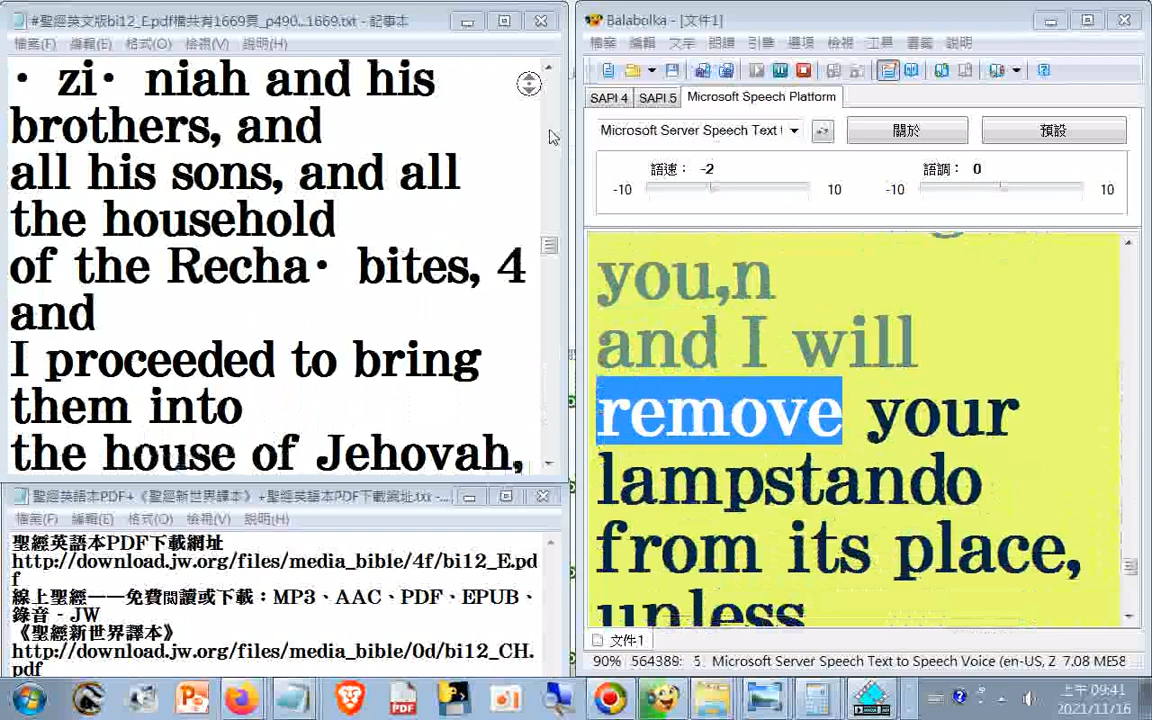 #聖經英文版bi12_E.pdf檔共有1669頁_p490...1669.txt - 記事本
檔案(F) 編輯(E) 格式(O) 檢視(V) 說明(H)
· zi· niah and his
brothers, and
all his sons, and all
the household
of the Recha· bites, 4
and
I proceeded to bring
them into
the house of Jehovah,
聖經英語本PDF+《聖經新世界譯本》+聖經英語本PDF下載網址.txt -...
檔案(F) 編輯(E) 格式(O) 檢視(V) 說明(H)
聖經英語本PDF下載網址
http://download.jw.org/files/media_bible/4f/bi12_E.pd
f
線上聖經——免費閱讀或下載：MP3、AAC、PDF、EPUB、
錄音 - JW
《聖經新世界譯本》
http://download.jw.org/files/media_bible/0d/bi12_CH.
pdf
Balabolka - [文件1]
檔案 編輯 文字 朗讀 引擎 選項 檢視 工具 書籤 說明
SAPI 4 SAPI 5 Microsoft Speech Platform
Microsoft Server Speech Text 關於 預設
語速： -2 語調： 0
-10 10 -10 10
you,n
and I will
remove your
lampstando
from its place,
unless
文件1
90% 564389: 5. Microsoft Server Speech Text to Speech Voice (en-US, Z 7.08 ME58
PDF
上午 09:41
2021/11/16